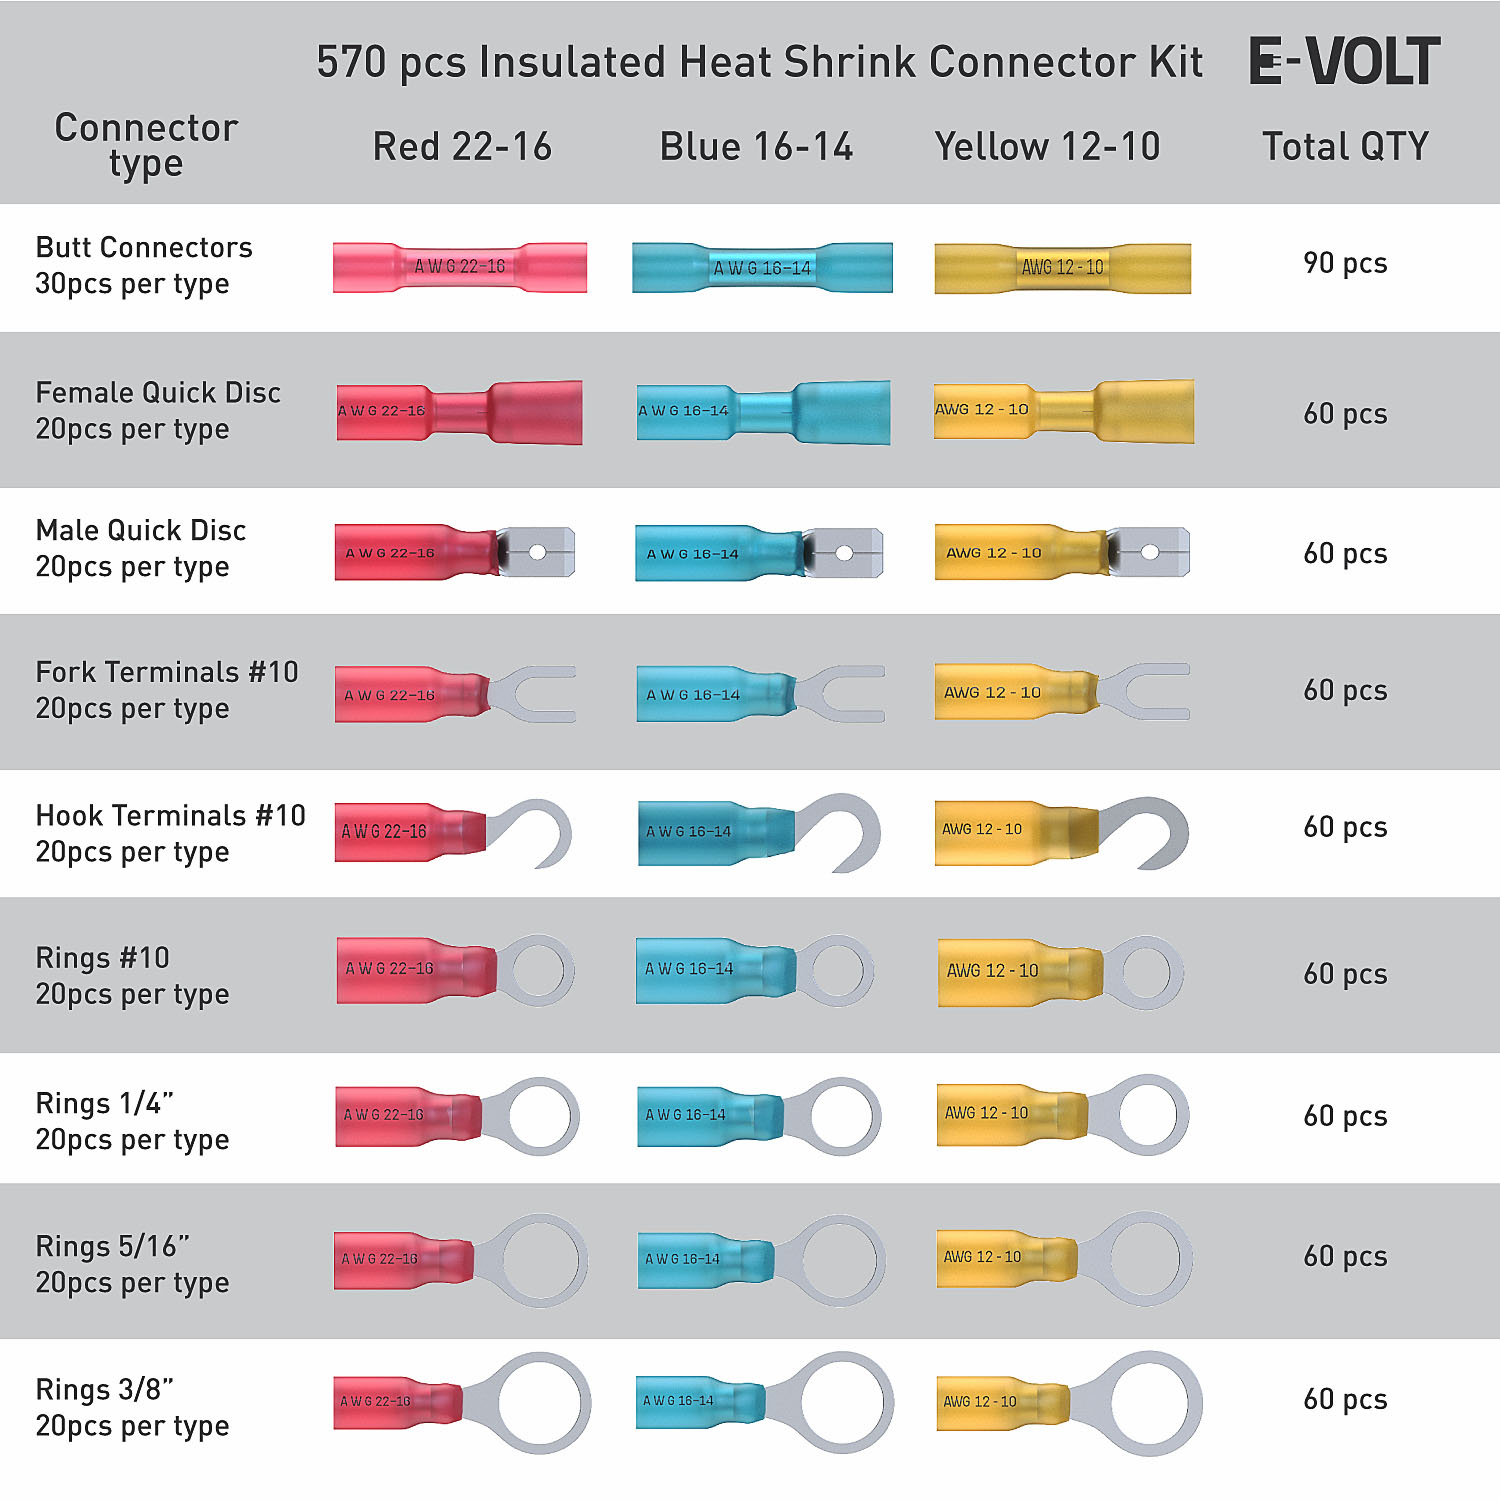 570 pcs Insulated Heat Shrink Connector Kit E-VOLT
Connector
type
Red 22-16 Blue 16-14 Yellow 12-10 Total QTY
Butt Connectors
30pcs per type
AWG 22-16 AWG 16-14 AWG 12-10 90 pcs
Female Quick Disc
20pcs per type
AWG 22-16 AWG 16-14 AWG 12-10 60 pcs
Male Quick Disc
20pcs per type
AWG 22-16 AWG 16-14 AWG 12-10 60 pcs
Fork Terminals #10
20pcs per type
AWG 22-16 AWG 16-14 AWG 12-10 60 pcs
Hook Terminals #10
20pcs per type
AWG 22-16 AWG 16-14 AWG 12-10 60 pcs
Rings #10
20pcs per type
AWG 22-16 AWG 16-14 AWG 12-10 60 pcs
Rings 1/4”
20pcs per type
AWG 22-16 AWG 16-14 AWG 12-10 60 pcs
Rings 5/16”
20pcs per type
AWG 22-16 AWG 16-14 AWG 12-10 60 pcs
Rings 3/8”
20pcs per type
AWG 22-16 AWG 16-14 AWG 12-10 60 pcs